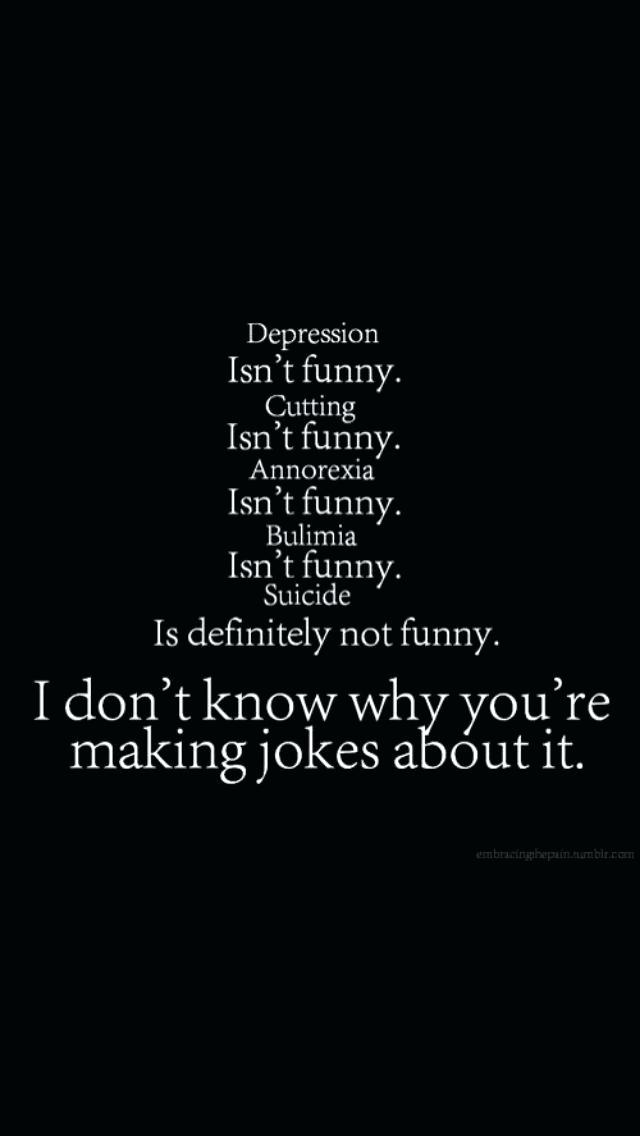 Depression
Isn't funny.
Cutting
Isn't funny.
Annorexia
Isn't funny.
Bulimia
Isn't funny.
Suicide
Is definitely not funny.
I don't know why you're
making jokes about it.
embracingthepain.tumblr.com